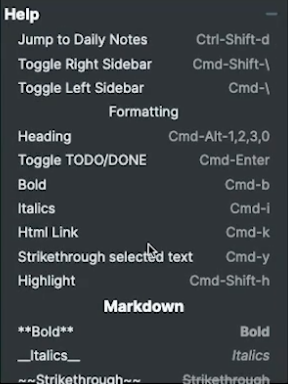 Help
Jump to Daily Notes Ctrl-Shift-d
Toggle Right Sidebar Cmd-Shift-\
Toggle Left Sidebar Cmd-\
Formatting
Heading Cmd-Alt-1,2,3,0
Toggle TODO/DONE Cmd-Enter
Bold Cmd-b
Italics Cmd-i
Html Link Cmd-k
Strikethrough selected text Cmd-y
Highlight Cmd-Shift-h
Markdown
**Bold** Bold
__Italics__ Italics
~~Strikethrough~~ Strikethrough